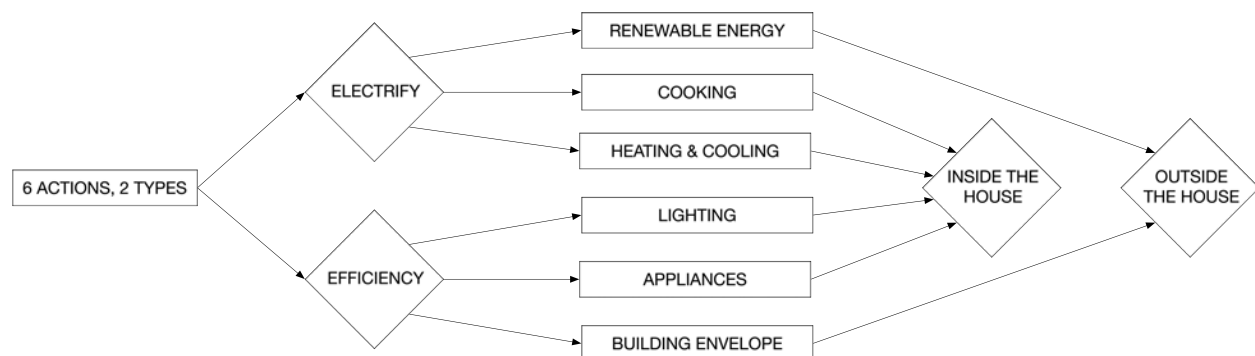 6 ACTIONS, 2 TYPES
ELECTRIFY
EFFICIENCY
RENEWABLE ENERGY
COOKING
HEATING & COOLING
LIGHTING
APPLIANCES
BUILDING ENVELOPE
INSIDE THE
HOUSE
OUTSIDE
THE HOUSE